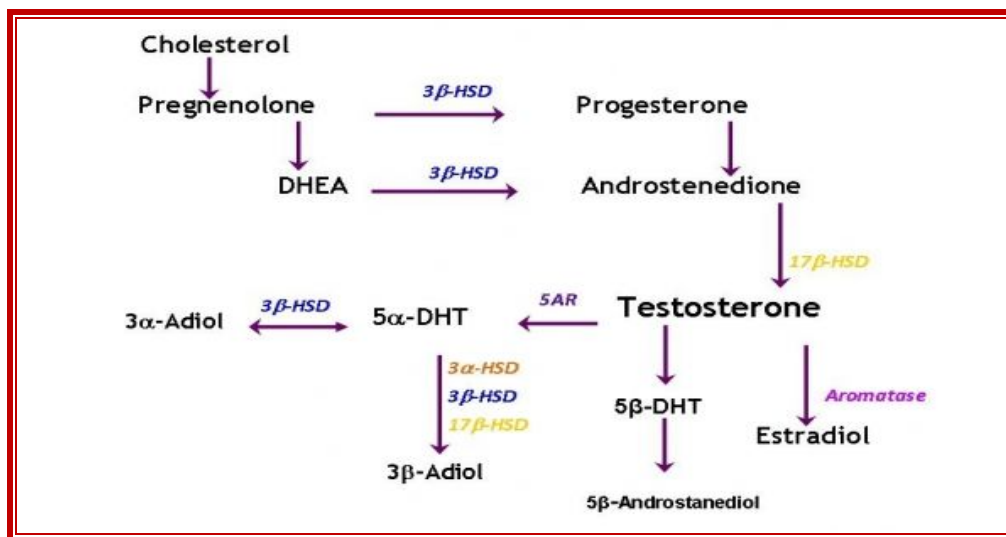 Cholesterol
Pregnenolone
3β-HSD
Progesterone
DHEA
3β-HSD
Androstenedione
17β-HSD
3α-Adiol
3β-HSD
5α-DHT
5AR
Testosterone
3α-HSD
3β-HSD
17β-HSD
5β-DHT
Aromatase
Estradiol
3β-Adiol
5β-Androstanediol